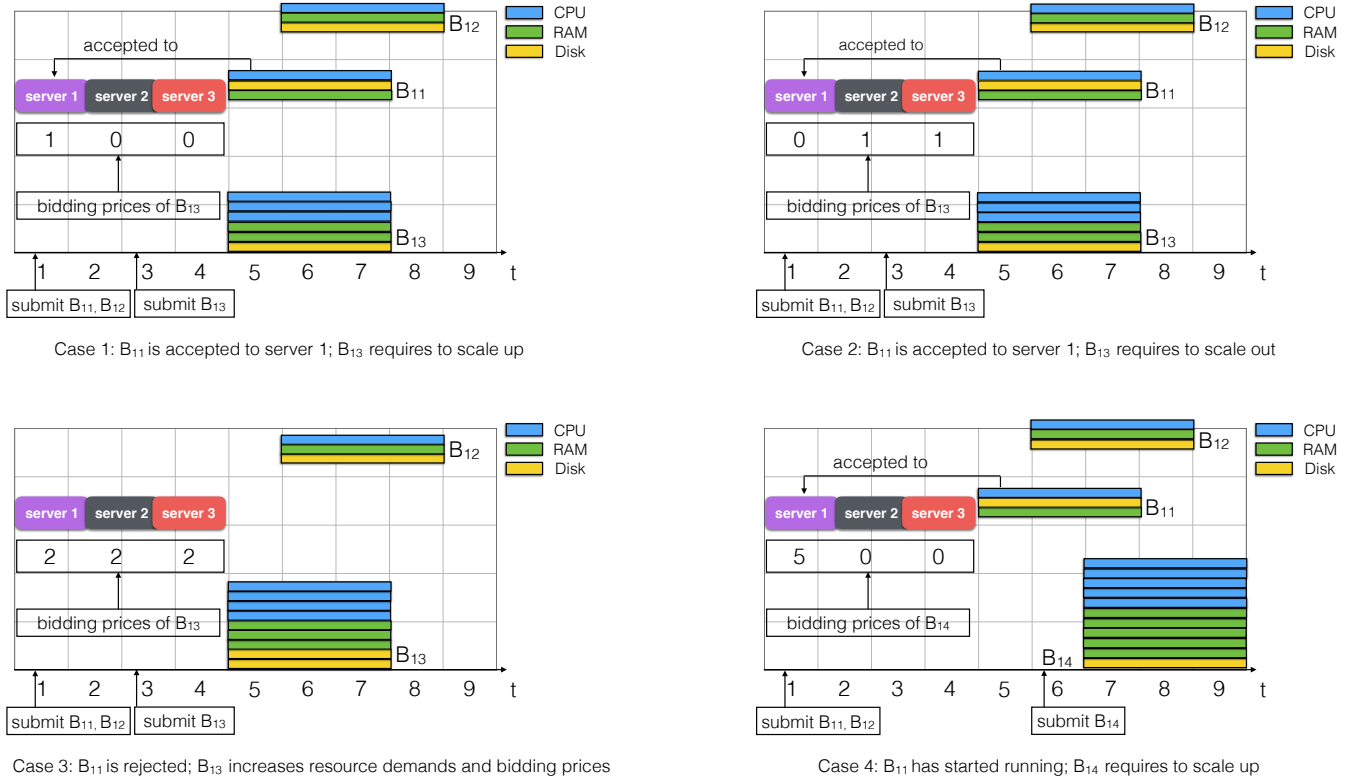 CPU
RAM
Disk
B12
accepted to
B11
server 1 server 2 server 3
1 0 0
bidding prices of B13
B13
1 2 3 4 5 6 7 8 9 t
submit B11, B12
submit B13
Case 1: B11 is accepted to server 1; B13 requires to scale up
CPU
RAM
Disk
B12
accepted to
B11
server 1 server 2 server 3
0 1 1
bidding prices of B13
B13
1 2 3 4 5 6 7 8 9 t
submit B11, B12
submit B13
Case 2: B11 is accepted to server 1; B13 requires to scale out
CPU
RAM
Disk
B12
server 1 server 2 server 3
2 2 2
bidding prices of B13
B13
1 2 3 4 5 6 7 8 9 t
submit B11, B12
submit B13
Case 3: B11 is rejected; B13 increases resource demands and bidding prices
CPU
RAM
Disk
B12
accepted to
B11
server 1 server 2 server 3
5 0 0
bidding prices of B14
B14
1 2 3 4 5 6 7 8 9 t
submit B11, B12
submit B14
Case 4: B11 has started running; B14 requires to scale up